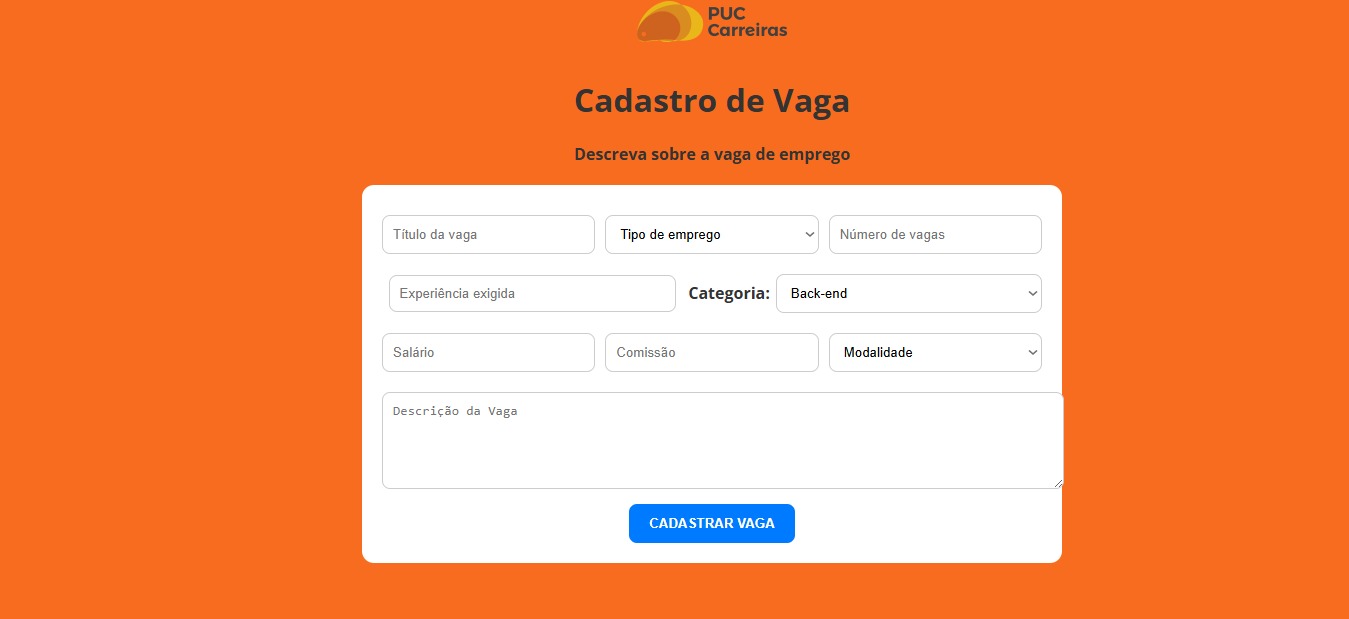 PUC
Carreiras
Cadastro de Vaga
Descreva sobre a vaga de emprego
Título da vaga Tipo de emprego Número de vagas
Experiência exigida Categoria: Back-end
Salário Comissão Modalidade
Descrição da Vaga
CADASTRAR VAGA